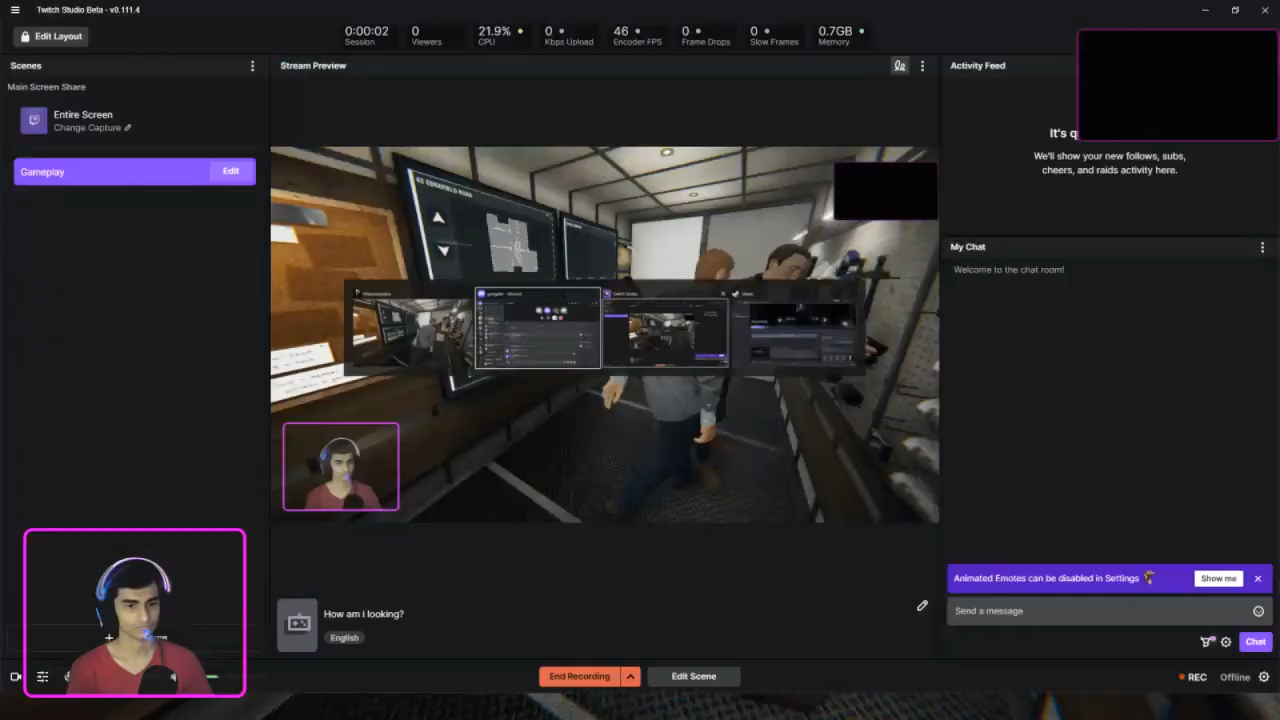 Twitch Studio Beta - v0.111.4
Edit Layout
0:00:02
Session
0
Viewers
21.9%
CPU
0
Kbps Upload
46
Encoder FPS
0
Frame Drops
0
Slow Frames
0.7GB
Memory
Scenes
Main Screen Share
Entire Screen
Change Capture
Gameplay
Edit
Stream Preview
62 EDGEFIELD ROAD
How am i looking?
English
End Recording
Edit Scene
Activity Feed
It's q
We'll show your new follows, subs,
cheers, and raids activity here.
My Chat
Welcome to the chat room!
Animated Emotes can be disabled in Settings
Show me
Send a message
Chat
REC
Offline